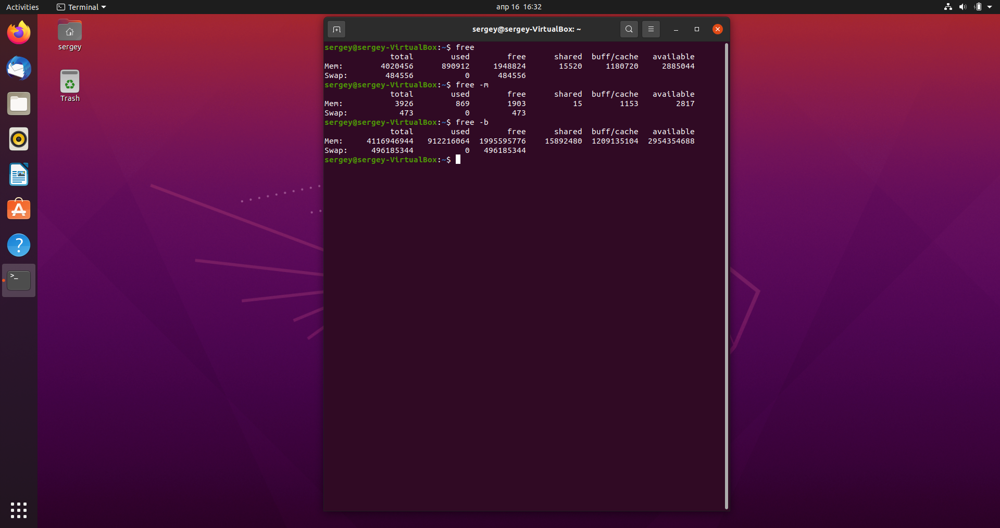 Activities Terminal апр 16 16:32
sergey
Trash
sergey@sergey-VirtualBox: ~
sergey@sergey-VirtualBox:~$ free
              total        used        free      shared  buff/cache   available
Mem:        4020456      890912     1948824       15520     1180720     2885044
Swap:        484556           0      484556
sergey@sergey-VirtualBox:~$ free -m
              total        used        free      shared  buff/cache   available
Mem:           3926         869        1903          15        1153        2817
Swap:           473           0         473
sergey@sergey-VirtualBox:~$ free -b
              total        used        free      shared  buff/cache   available
Mem:     4116946944   912216064  1995595776    15892480  1209135104  2954354688
Swap:     496185344           0   496185344
sergey@sergey-VirtualBox:~$